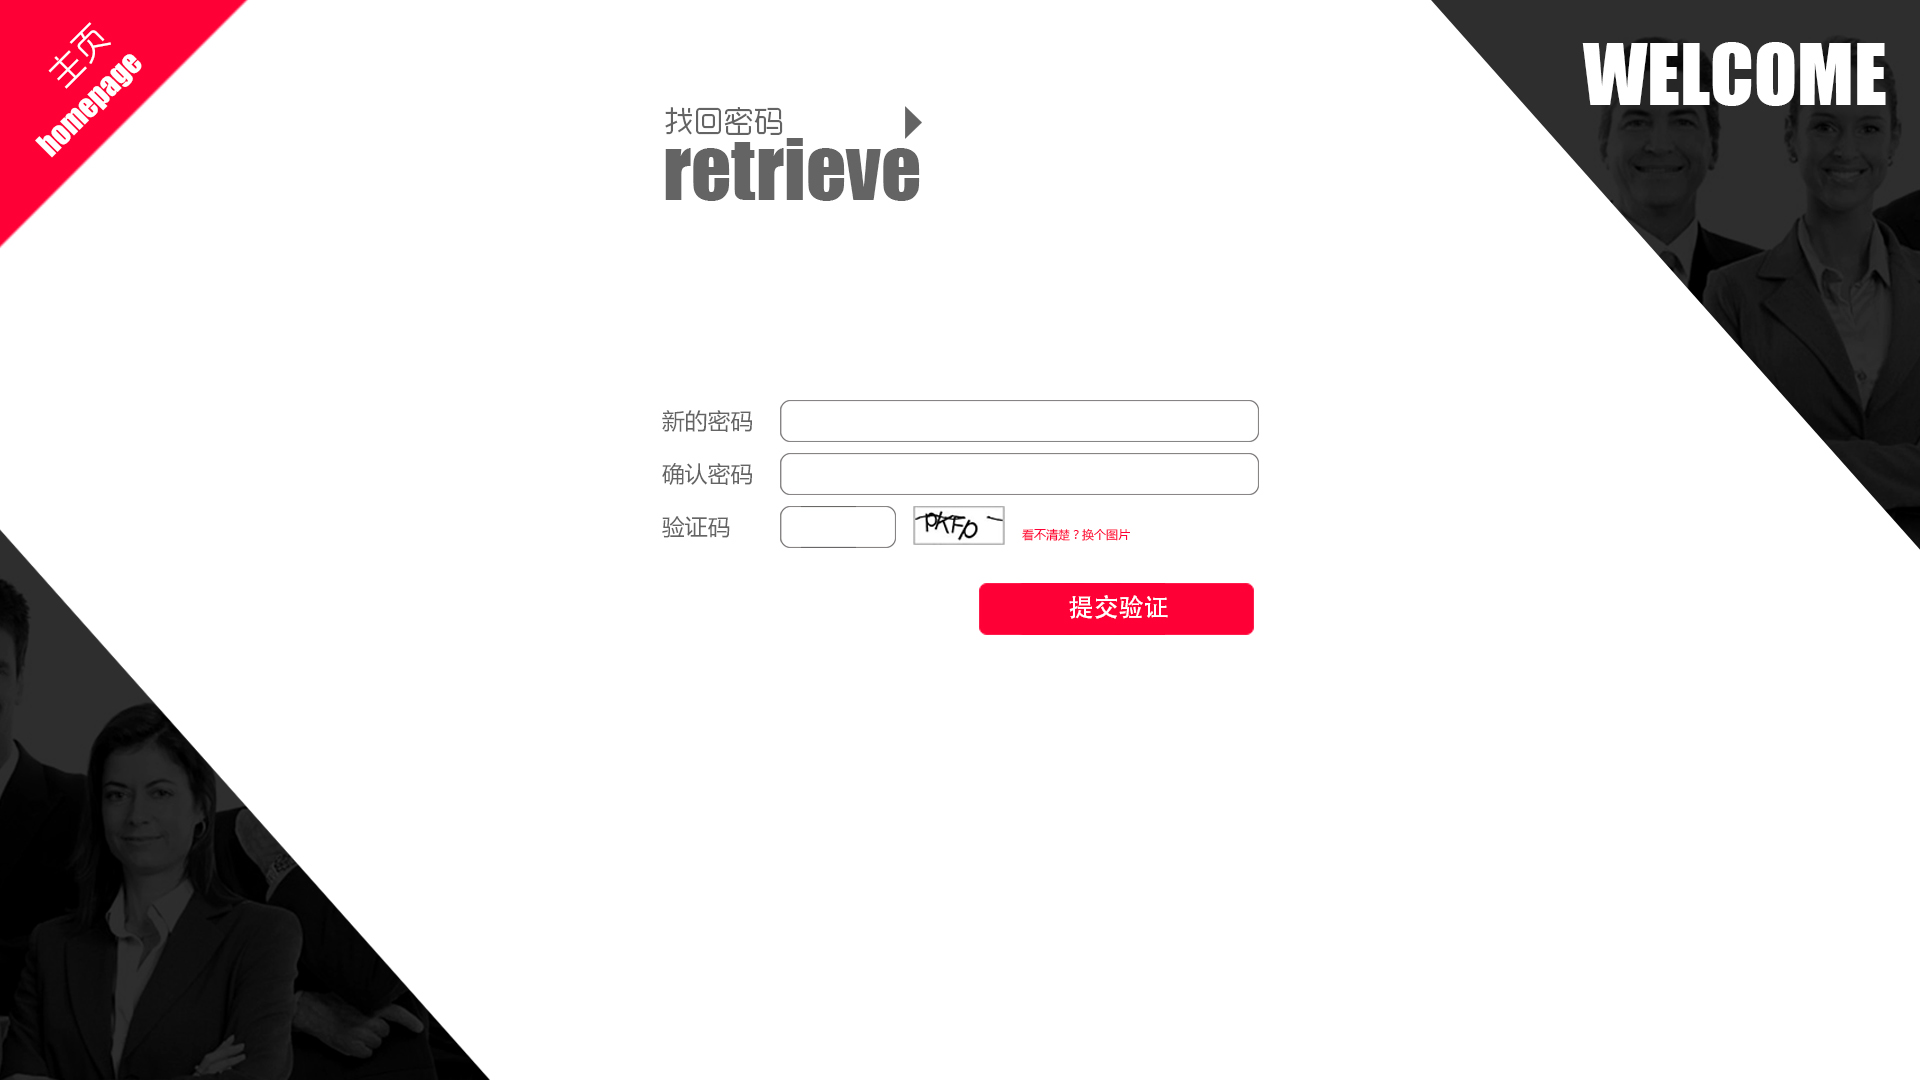 主页
homepage
WELCOME
找回密码
retrieve
新的密码
确认密码
验证码
pKFp
看不清楚？换个图片
提交验证